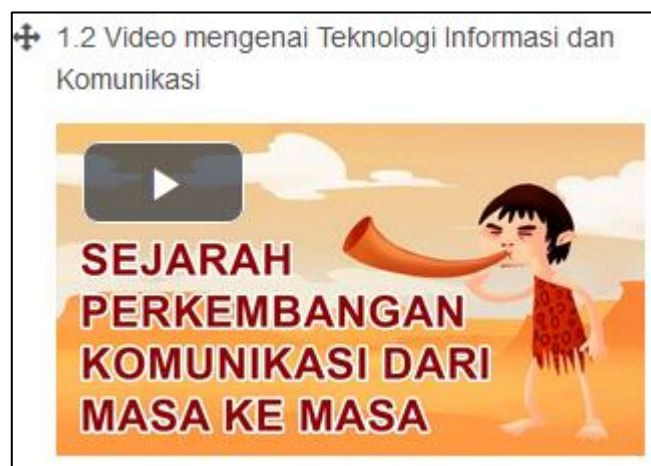 1.2 Video mengenai Teknologi Informasi dan
Komunikasi
SEJARAH
PERKEMBANGAN
KOMUNIKASI DARI
MASA KE MASA